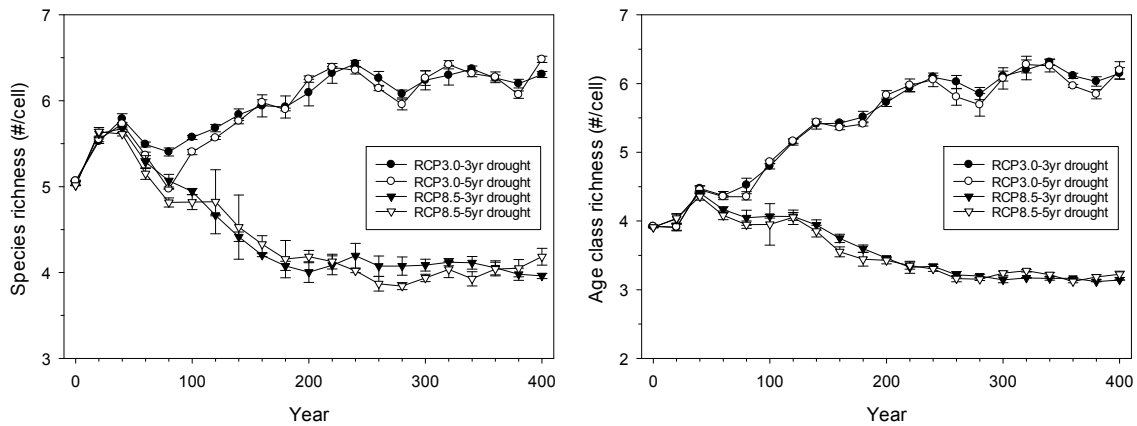 Species richness (#/cell)
7
6
5
4
3
RCP3.0-3yr drought
RCP3.0-5yr drought
RCP8.5-3yr drought
RCP8.5-5yr drought
0
100
200
300
400
Year
Age class richness (#/cell)
7
6
5
4
3
2
RCP3.0-3yr drought
RCP3.0-5yr drought
RCP8.5-3yr drought
RCP8.5-5yr drought
0
100
200
300
400
Year